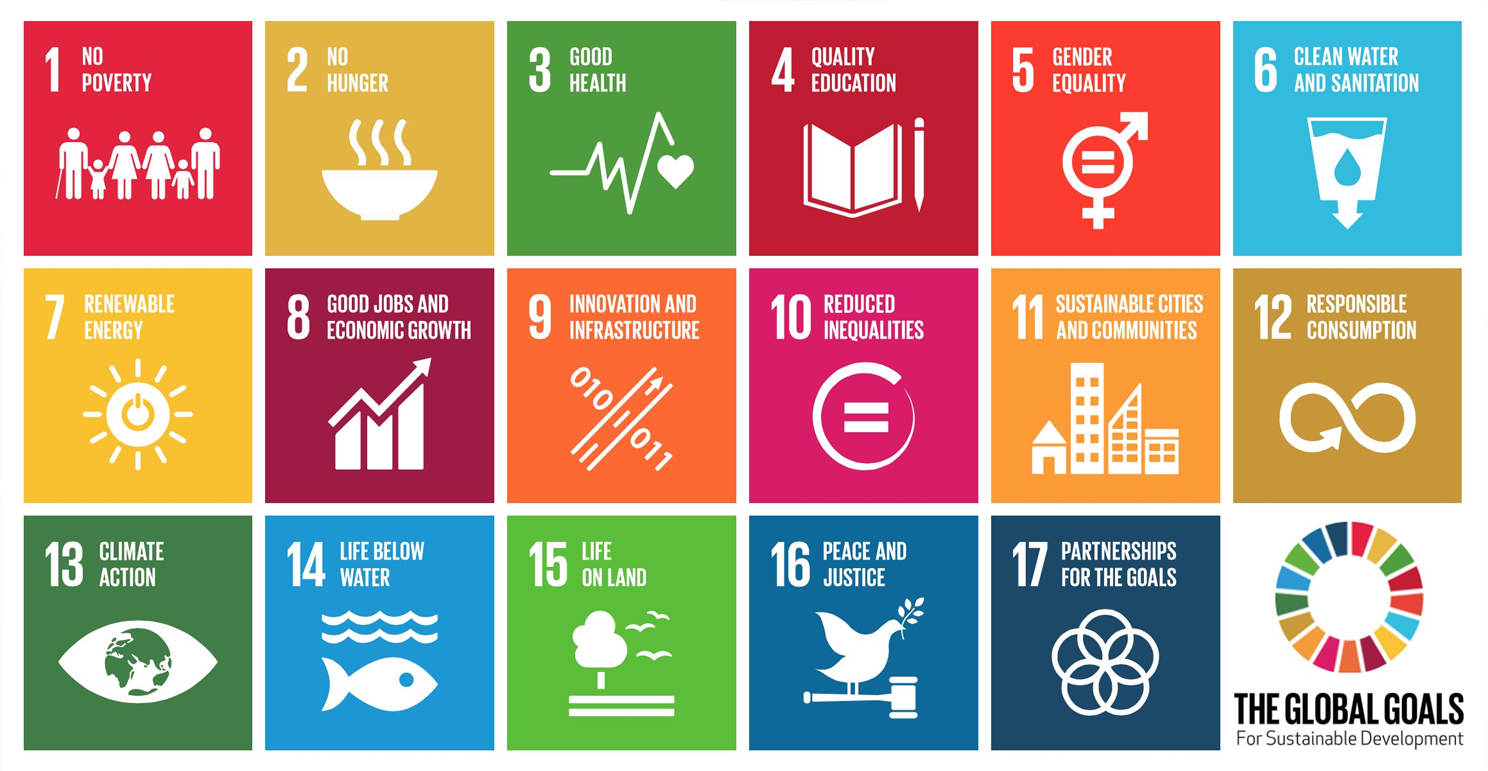 1 NO
POVERTY
2 NO
HUNGER
3 GOOD
HEALTH
4 QUALITY
EDUCATION
5 GENDER
EQUALITY
6 CLEAN WATER
AND SANITATION
7 RENEWABLE
ENERGY
8 GOOD JOBS AND
ECONOMIC GROWTH
9 INNOVATION AND
INFRASTRUCTURE
010
011
10 REDUCED
INEQUALITIES
11 SUSTAINABLE CITIES
AND COMMUNITIES
12 RESPONSIBLE
CONSUMPTION
13 CLIMATE
ACTION
14 LIFE BELOW
WATER
15 LIFE
ON LAND
16 PEACE AND
JUSTICE
17 PARTNERSHIPS
FOR THE GOALS
THE GLOBAL GOALS
For Sustainable Development